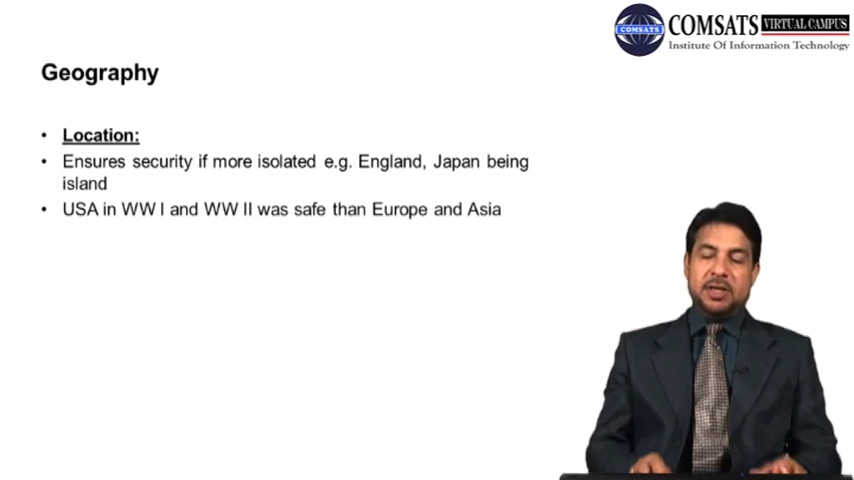 COMSATS VIRTUAL CAMPUS
COMSATS
Institute Of Information Technology
Geography
• Location:
• Ensures security if more isolated e.g. England, Japan being
island
• USA in WW I and WW II was safe than Europe and Asia